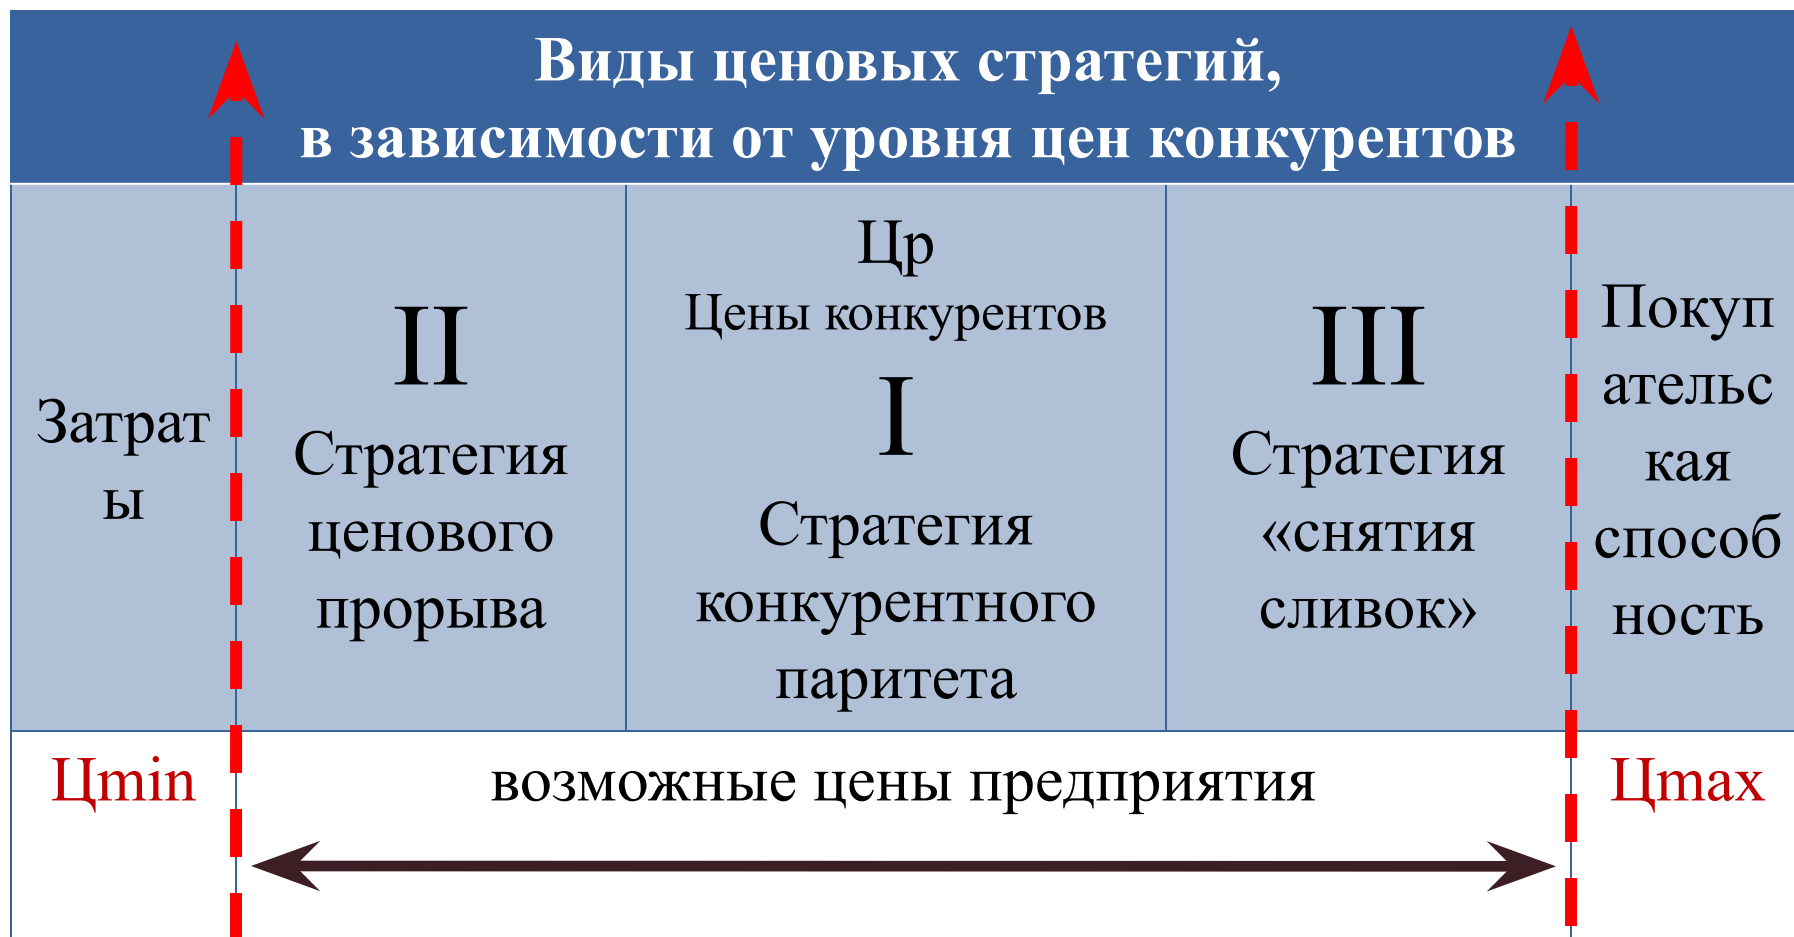 Виды ценовых стратегий,
в зависимости от уровня цен конкурентов
Затрат
ы
II
Стратегия
ценового
прорыва
Цр
Цены конкурентов
I
Стратегия
конкурентного
паритета
III
Стратегия
«снятия
сливок»
Покуп
ательс
кая
способ
ность
Цmin
возможные цены предприятия
Цmax